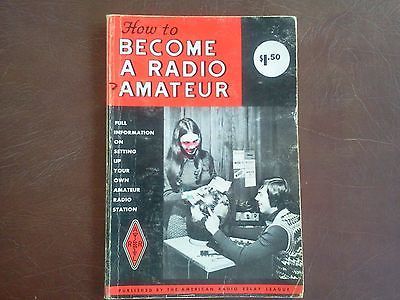 How to
BECOME
A RADIO
AMATEUR
$1.50
FULL
INFORMATION
ON
SETTING
UP
YOUR
OWN
AMATEUR
RADIO
STATION
A
R R
L
PUBLISHED BY THE AMERICAN RADIO RELAY LEAGUE